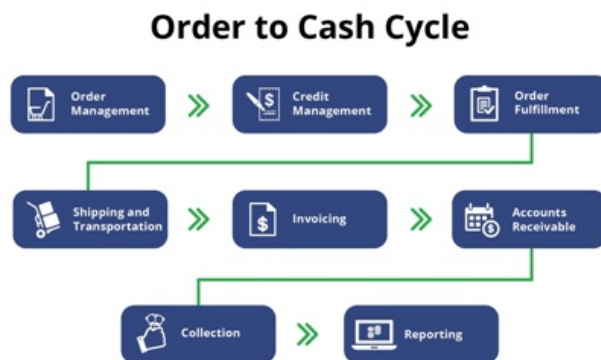 Order to Cash Cycle
Order
Management
Credit
Management
Order
Fulfillment
Shipping and
Transportation
Invoicing
Accounts
Receivable
Collection
Reporting